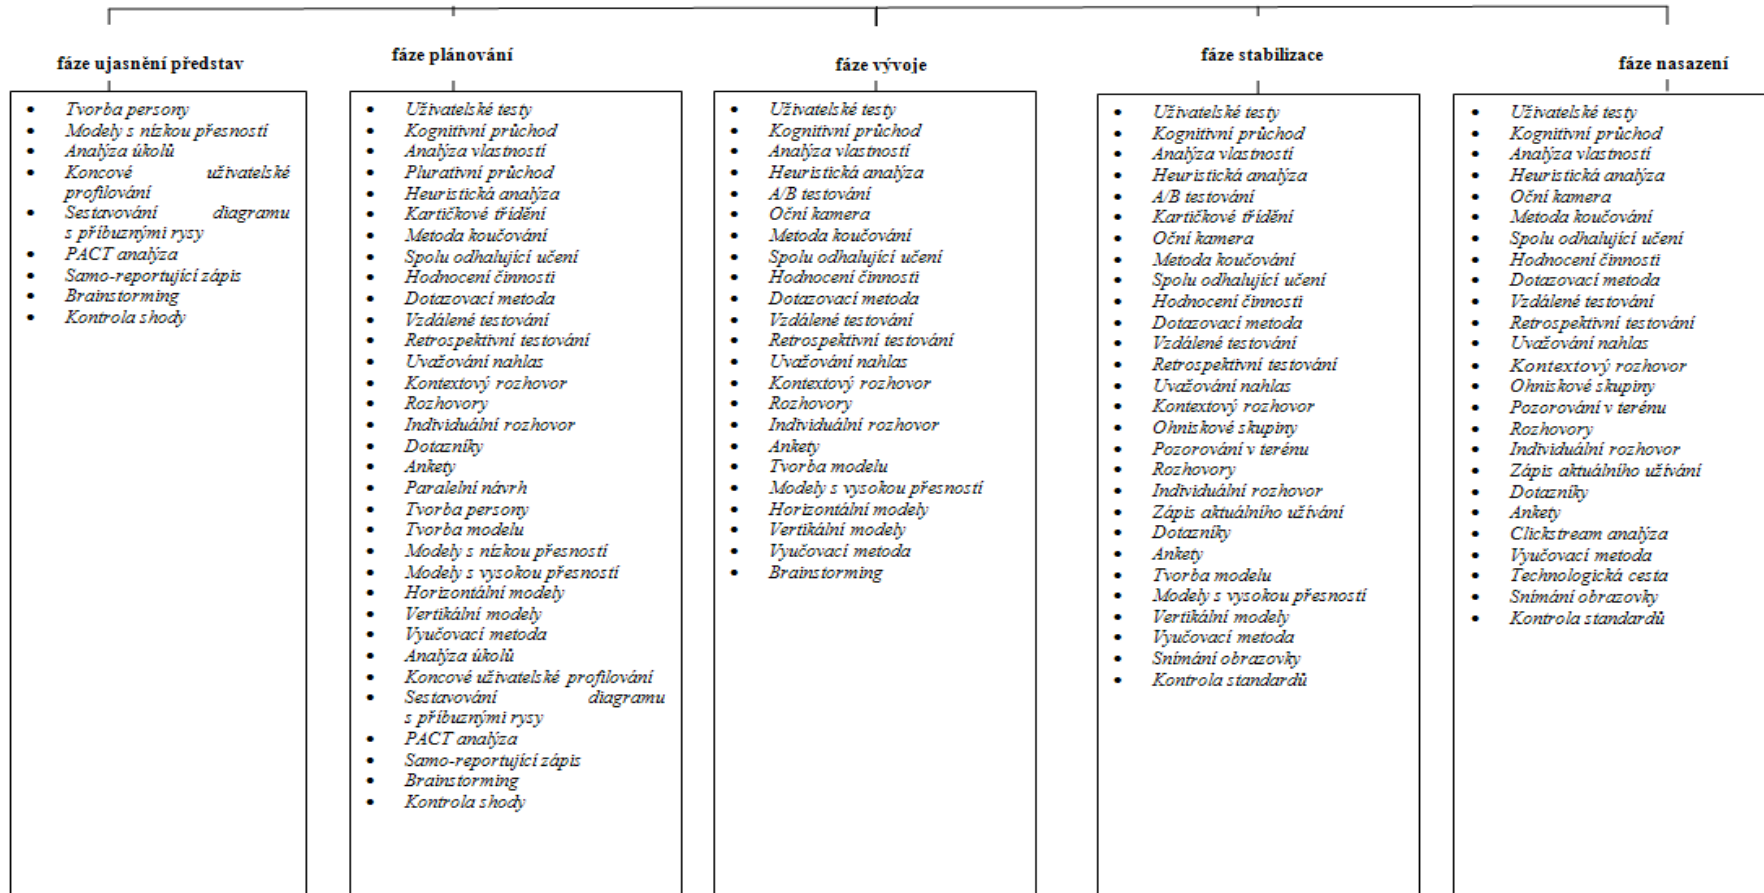 fáze ujasnění představ
• Tvorba persony
• Modely s nízkou přesností
• Analýza úkolů
• Koncové uživatelské
profilování
• Sestavování diagramu
s příbuznými rysy
• PACT analýza
• Samo-reportující zápis
• Brainstorming
• Kontrola shody
fáze plánování
• Uživatelské testy
• Kognitivní průchod
• Analýza vlastností
• Plurativní průchod
• Heuristická analýza
• Kartičkové třídění
• Metoda koučování
• Spolu odhalující učení
• Hodnocení činnosti
• Dotazovací metoda
• Vzdálené testování
• Retrospektivní testování
• Uvažování nahlas
• Kontextový rozhovor
• Rozhovory
• Individuální rozhovor
• Dotazníky
• Ankety
• Paralelní návrh
• Tvorba persony
• Tvorba modelu
• Modely s nízkou přesností
• Modely s vysokou přesností
• Horizontální modely
• Vertikální modely
• Vyučovací metoda
• Analýza úkolů
• Koncové uživatelské profilování
• Sestavování diagramu
s příbuznými rysy
• PACT analýza
• Samo-reportující zápis
• Brainstorming
• Kontrola shody
fáze vývoje
• Uživatelské testy
• Kognitivní průchod
• Analýza vlastností
• Heuristická analýza
• A/B testování
• Oční kamera
• Metoda koučování
• Spolu odhalující učení
• Hodnocení činnosti
• Dotazovací metoda
• Vzdálené testování
• Retrospektivní testování
• Uvažování nahlas
• Kontextový rozhovor
• Rozhovory
• Individuální rozhovor
• Ankety
• Tvorba modelu
• Modely s vysokou přesností
• Horizontální modely
• Vertikální modely
• Vyučovací metoda
• Brainstorming
fáze stabilizace
• Uživatelské testy
• Kognitivní průchod
• Analýza vlastností
• Heuristická analýza
• A/B testování
• Kartičkové třídění
• Oční kamera
• Metoda koučování
• Spolu odhalující učení
• Hodnocení činnosti
• Dotazovací metoda
• Vzdálené testování
• Retrospektivní testování
• Uvažování nahlas
• Kontextový rozhovor
• Ohniskové skupiny
• Pozorování v terénu
• Rozhovory
• Individuální rozhovor
• Zápis aktuálního užívání
• Dotazníky
• Ankety
• Tvorba modelu
• Modely s vysokou přesností
• Vertikální modely
• Vyučovací metoda
• Snímání obrazovky
• Kontrola standardů
fáze nasazení
• Uživatelské testy
• Kognitivní průchod
• Analýza vlastností
• Heuristická analýza
• Oční kamera
• Metoda koučování
• Spolu odhalující učení
• Hodnocení činnosti
• Dotazovací metoda
• Vzdálené testování
• Retrospektivní testování
• Uvažování nahlas
• Kontextový rozhovor
• Ohniskové skupiny
• Pozorování v terénu
• Rozhovory
• Individuální rozhovor
• Zápis aktuálního užívání
• Dotazníky
• Ankety
• Clickstream analýza
• Vyučovací metoda
• Technologická cesta
• Snímání obrazovky
• Kontrola standardů